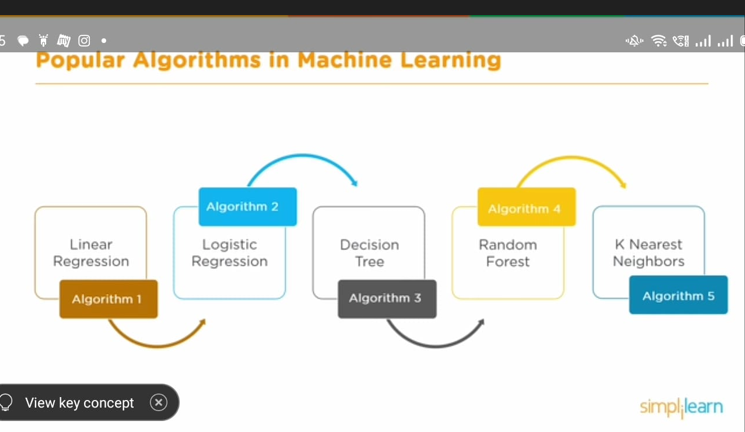 5
Popular Algorithms in Machine Learning
Linear
Regression
Algorithm 1
Algorithm 2
Logistic
Regression
Decision
Tree
Algorithm 3
Algorithm 4
Random
Forest
K Nearest
Neighbors
Algorithm 5
View key concept
simplilearn